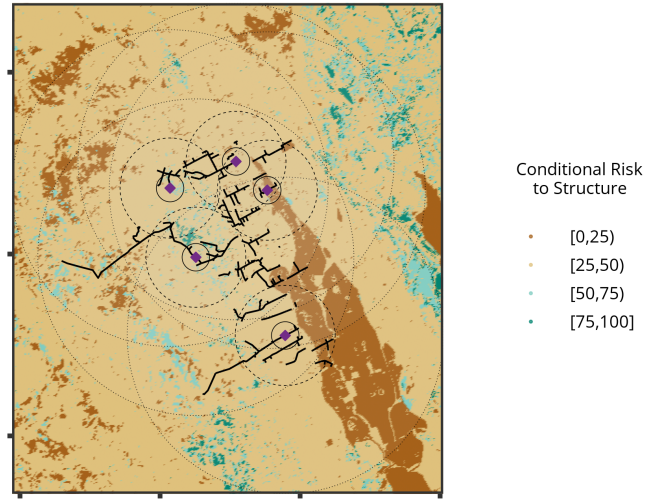 Conditional Risk
to Structure
[0,25)
[25,50)
[50,75)
[75,100]